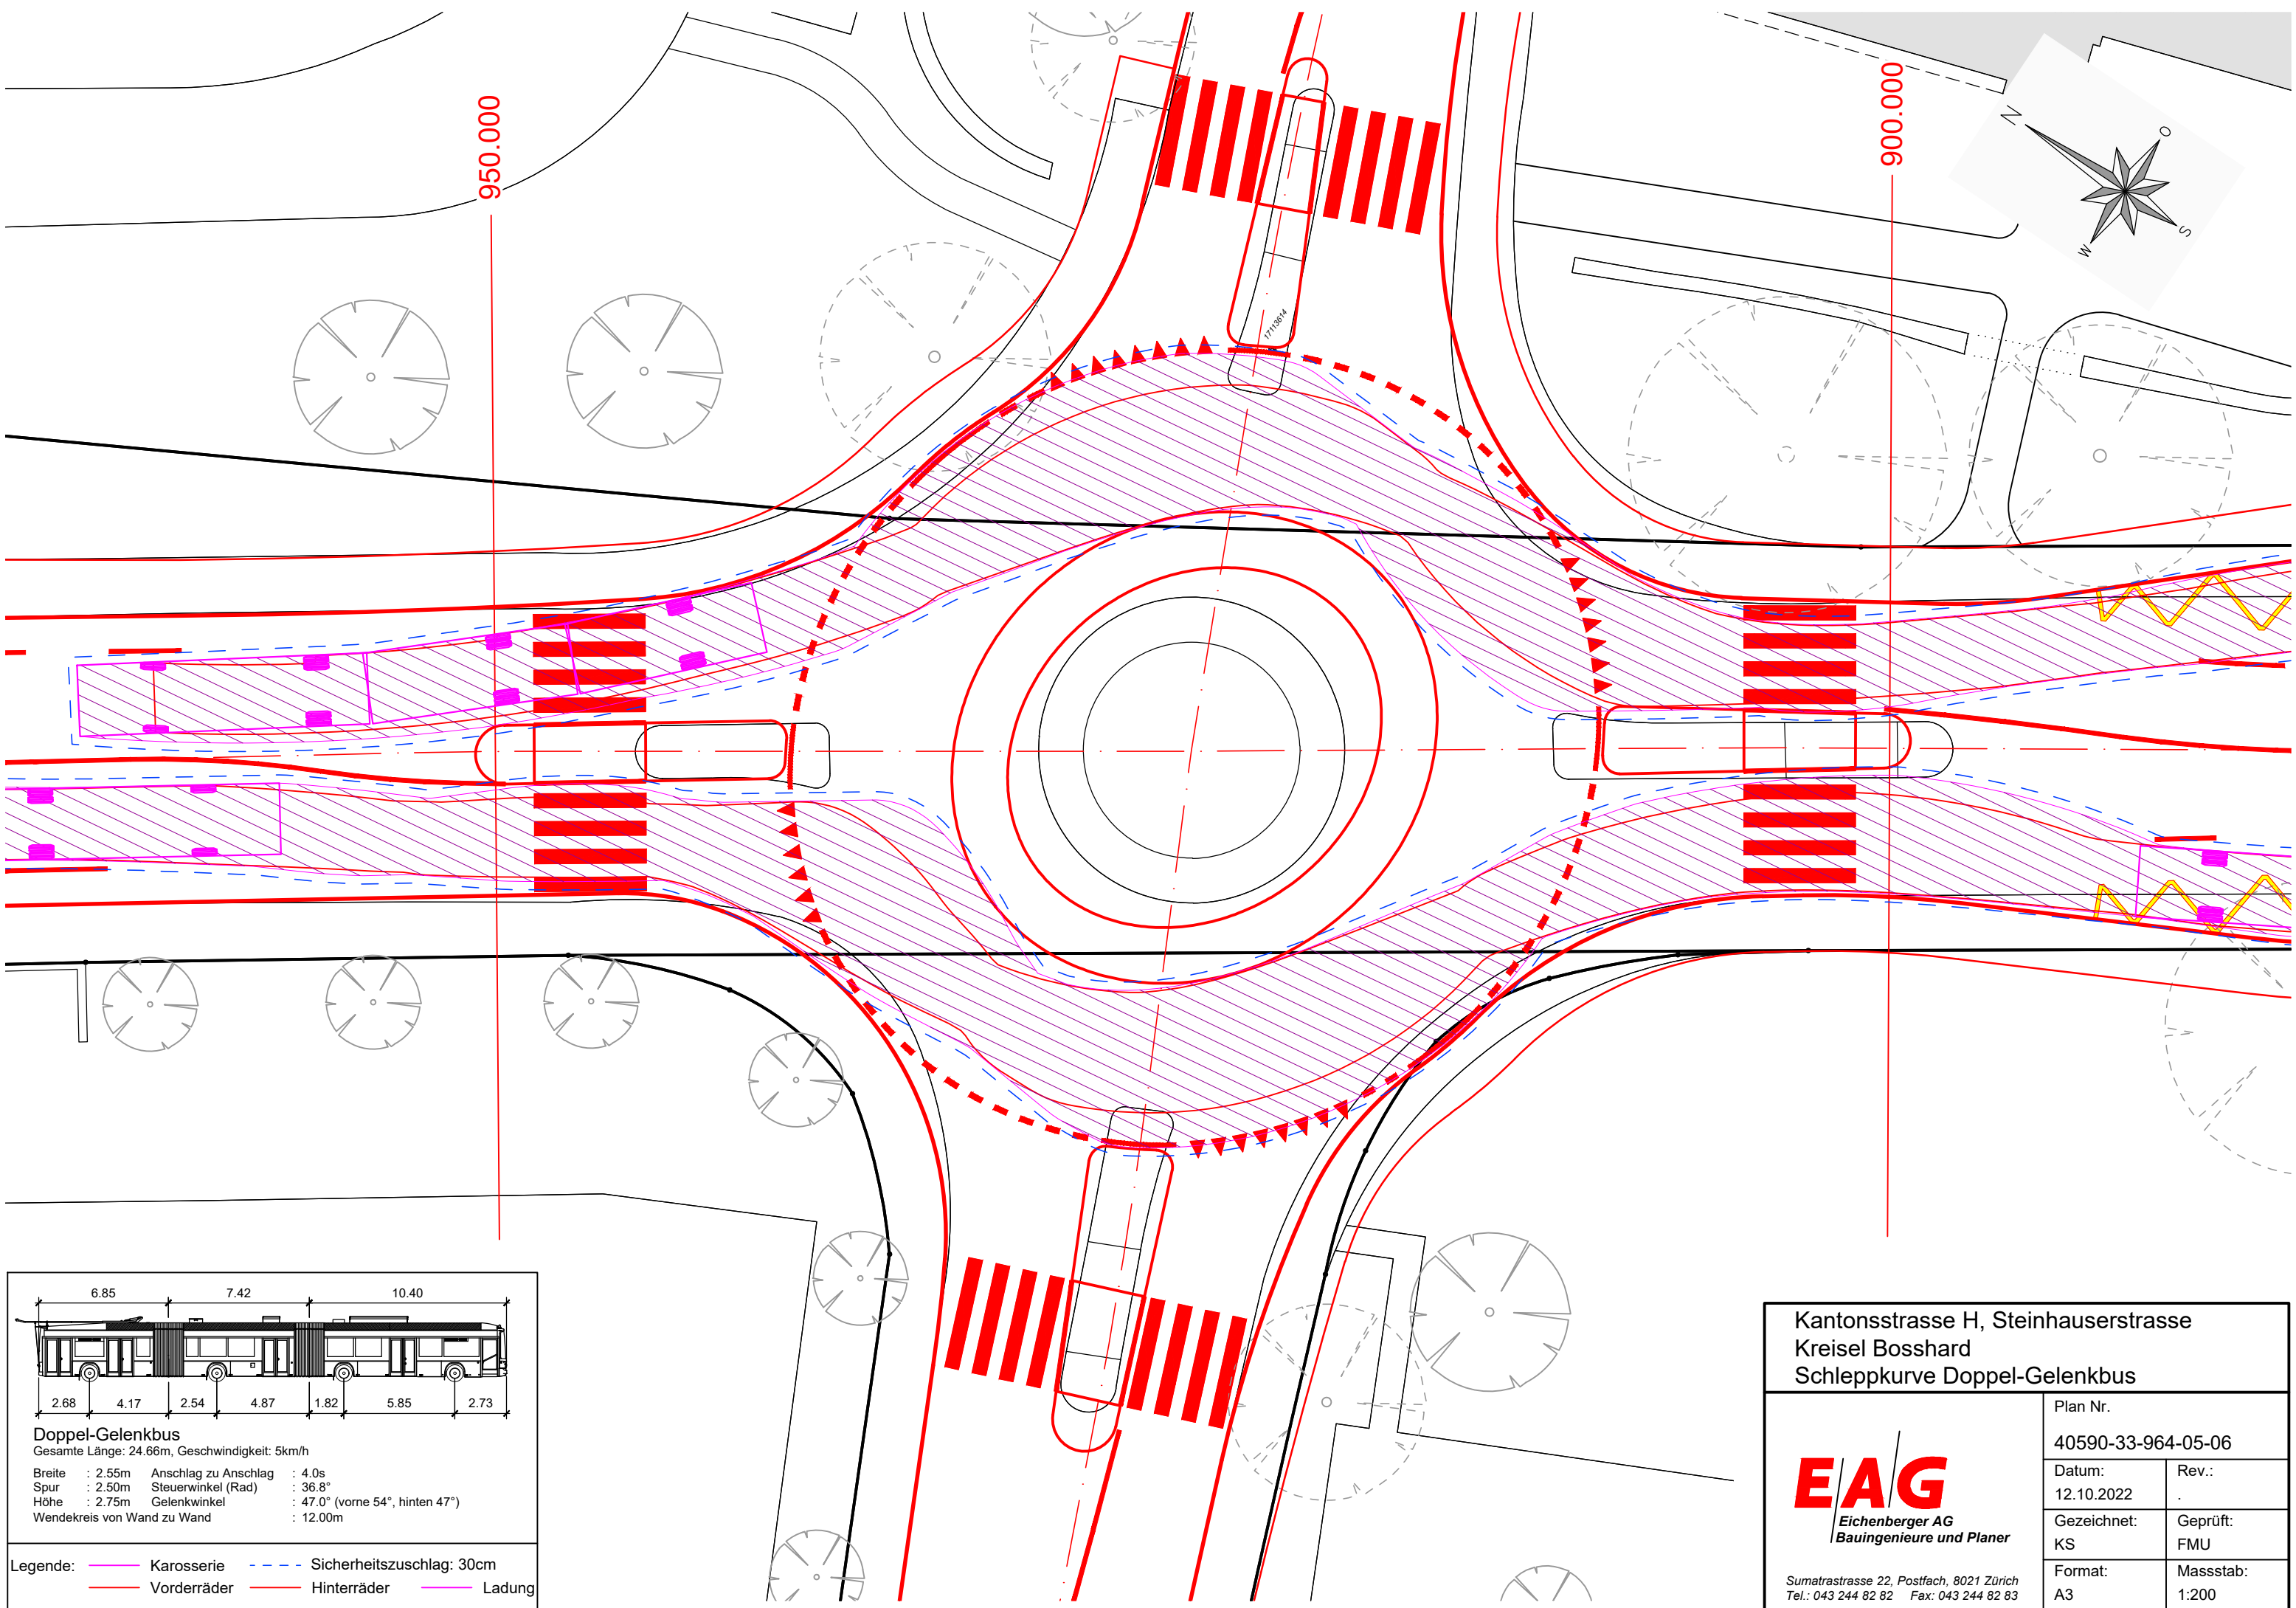 950.000
900.000
N
O
W
S
17113614
6.85 7.42 10.40
2.68 4.17 2.54 4.87 1.82 5.85 2.73
Doppel-Gelenkbus
Gesamte Länge: 24.66m, Geschwindigkeit: 5km/h
Breite : 2.55m Anschlag zu Anschlag : 4.0s
Spur : 2.50m Steuerwinkel (Rad) : 36.8°
Höhe : 2.75m Gelenkwinkel : 47.0° (vorne 54°, hinten 47°)
Wendekreis von Wand zu Wand : 12.00m
Legende: Karosserie Sicherheitszuschlag: 30cm
Vorderräder Hinterräder Ladung
Kantonsstrasse H, Steinhauserstrasse
Kreisel Bosshard
Schleppkurve Doppel-Gelenkbus
EAG
Eichenberger AG
Bauingenieure und Planer
Sumatrastrasse 22, Postfach, 8021 Zürich
Tel.: 043 244 82 82 Fax: 043 244 82 83
Plan Nr.
40590-33-964-05-06
Datum: Rev.:
12.10.2022 .
Gezeichnet: Geprüft:
KS FMU
Format: Massstab:
A3 1:200